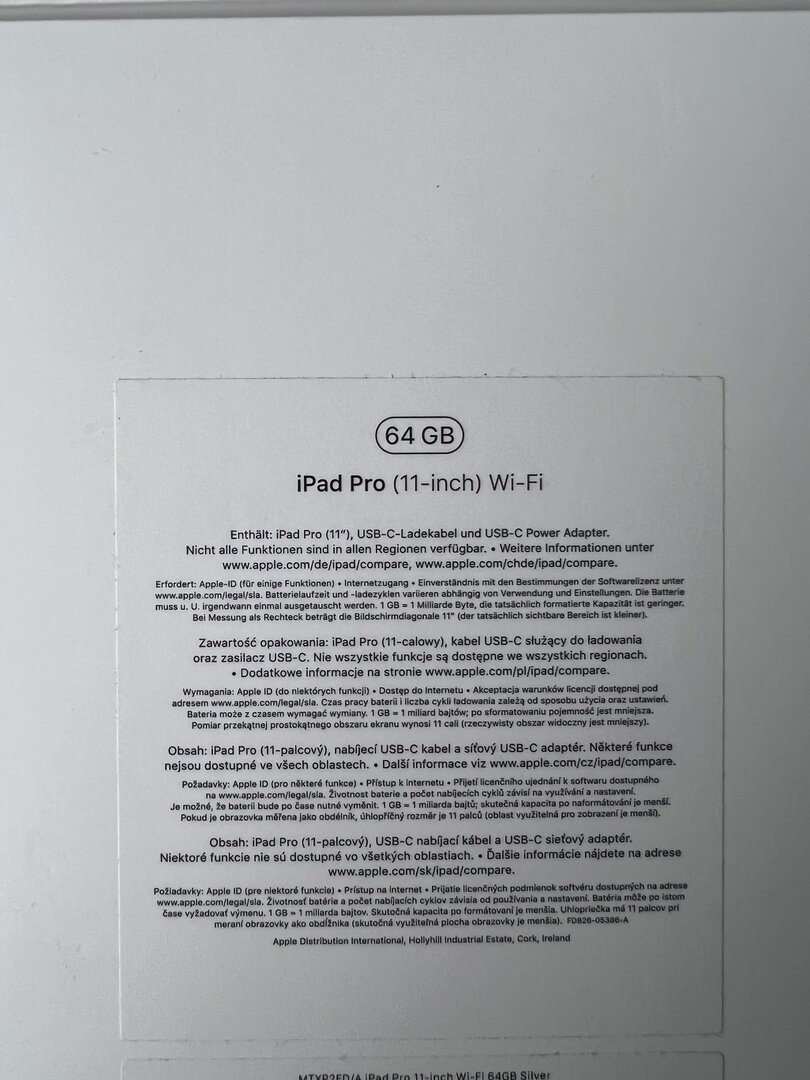 64 GB
iPad Pro (11-inch) Wi-Fi
Enthält: iPad Pro (11″), USB-C-Ladekabel und USB-C Power Adapter.
Nicht alle Funktionen sind in allen Regionen verfügbar. • Weitere Informationen unter
www.apple.com/de/ipad/compare, www.apple.com/chde/ipad/compare.
Erfordert: Apple-ID (für einige Funktionen) • Internetzugang • Einverständnis mit den Bestimmungen der Softwarelizenz unter
www.apple.com/legal/sla. Batterielaufzeit und -ladezyklen variieren abhängig von Verwendung und Einstellungen. Die Batterie
muss u. U. irgendwann einmal ausgetauscht werden. 1 GB = 1 Milliarde Byte, die tatsächlich formatierte Kapazität ist geringer.
Bei Messung als Rechteck beträgt die Bildschirmdiagonale 11″ (der tatsächlich sichtbare Bereich ist kleiner).
Zawartość opakowania: iPad Pro (11-calowy), kabel USB-C służący do ładowania
oraz zasilacz USB-C. Nie wszystkie funkcje są dostępne we wszystkich regionach.
• Dodatkowe informacje na stronie www.apple.com/pl/ipad/compare.
Wymagania: Apple ID (do niektórych funkcji) • Dostęp do Internetu • Akceptacja warunków licencji dostępnej pod
adresem www.apple.com/legal/sla. Czas pracy baterii i liczba cykli ładowania zależą od sposobu użycia oraz ustawień.
Bateria może z czasem wymagać wymiany. 1 GB = 1 miliard bajtów; po sformatowaniu pojemność jest mniejsza.
Pomiar przekątnej prostokątnego obszaru ekranu wynosi 11 cali (rzeczywisty obszar widoczny jest mniejszy).
Obsah: iPad Pro (11-palcový), nabíjecí USB-C kabel a síťový USB-C adaptér. Některé funkce
nejsou dostupné ve všech oblastech. • Další informace viz www.apple.com/cz/ipad/compare.
Požadavky: Apple ID (pro některé funkce) • Přístup k internetu • Přijetí licenčního ujednání k softwaru dostupného
na www.apple.com/legal/sla. Životnost baterie a počet nabíjecích cyklů závisí na využívání a nastavení.
Je možné, že baterii bude po čase nutné vyměnit. 1 GB = 1 miliarda bajtů; skutečná kapacita po naformátování je menší.
Pokud je obrazovka měřena jako obdélník, úhlopříčný rozměr je 11 palců (oblast využitelná pro zobrazení je menší).
Obsah: iPad Pro (11-palcový), USB-C nabíjací kábel a USB-C sieťový adaptér.
Niektoré funkcie nie sú dostupné vo všetkých oblastiach. • Ďalšie informácie nájdete na adrese
www.apple.com/sk/ipad/compare.
Požiadavky: Apple ID (pre niektoré funkcie) • Prístup na internet • Prijatie licenčných podmienok softvéru dostupných na adrese
www.apple.com/legal/sla. Životnosť batérie a počet nabíjacích cyklov závisia od používania a nastavení. Batéria môže po istom
čase vyžadovať výmenu. 1 GB = 1 miliarda bajtov. Skutočná kapacita po formátovaní je menšia. Uhlopriečka má 11 palcov pri
meraní obrazovky ako obdĺžnika (skutočná využiteľná plocha obrazovky je menšia). FD826-05386-A
Apple Distribution International, Hollyhill Industrial Estate, Cork, Ireland
iPad Pro 11-inch Wi-Fi 64GB Silver